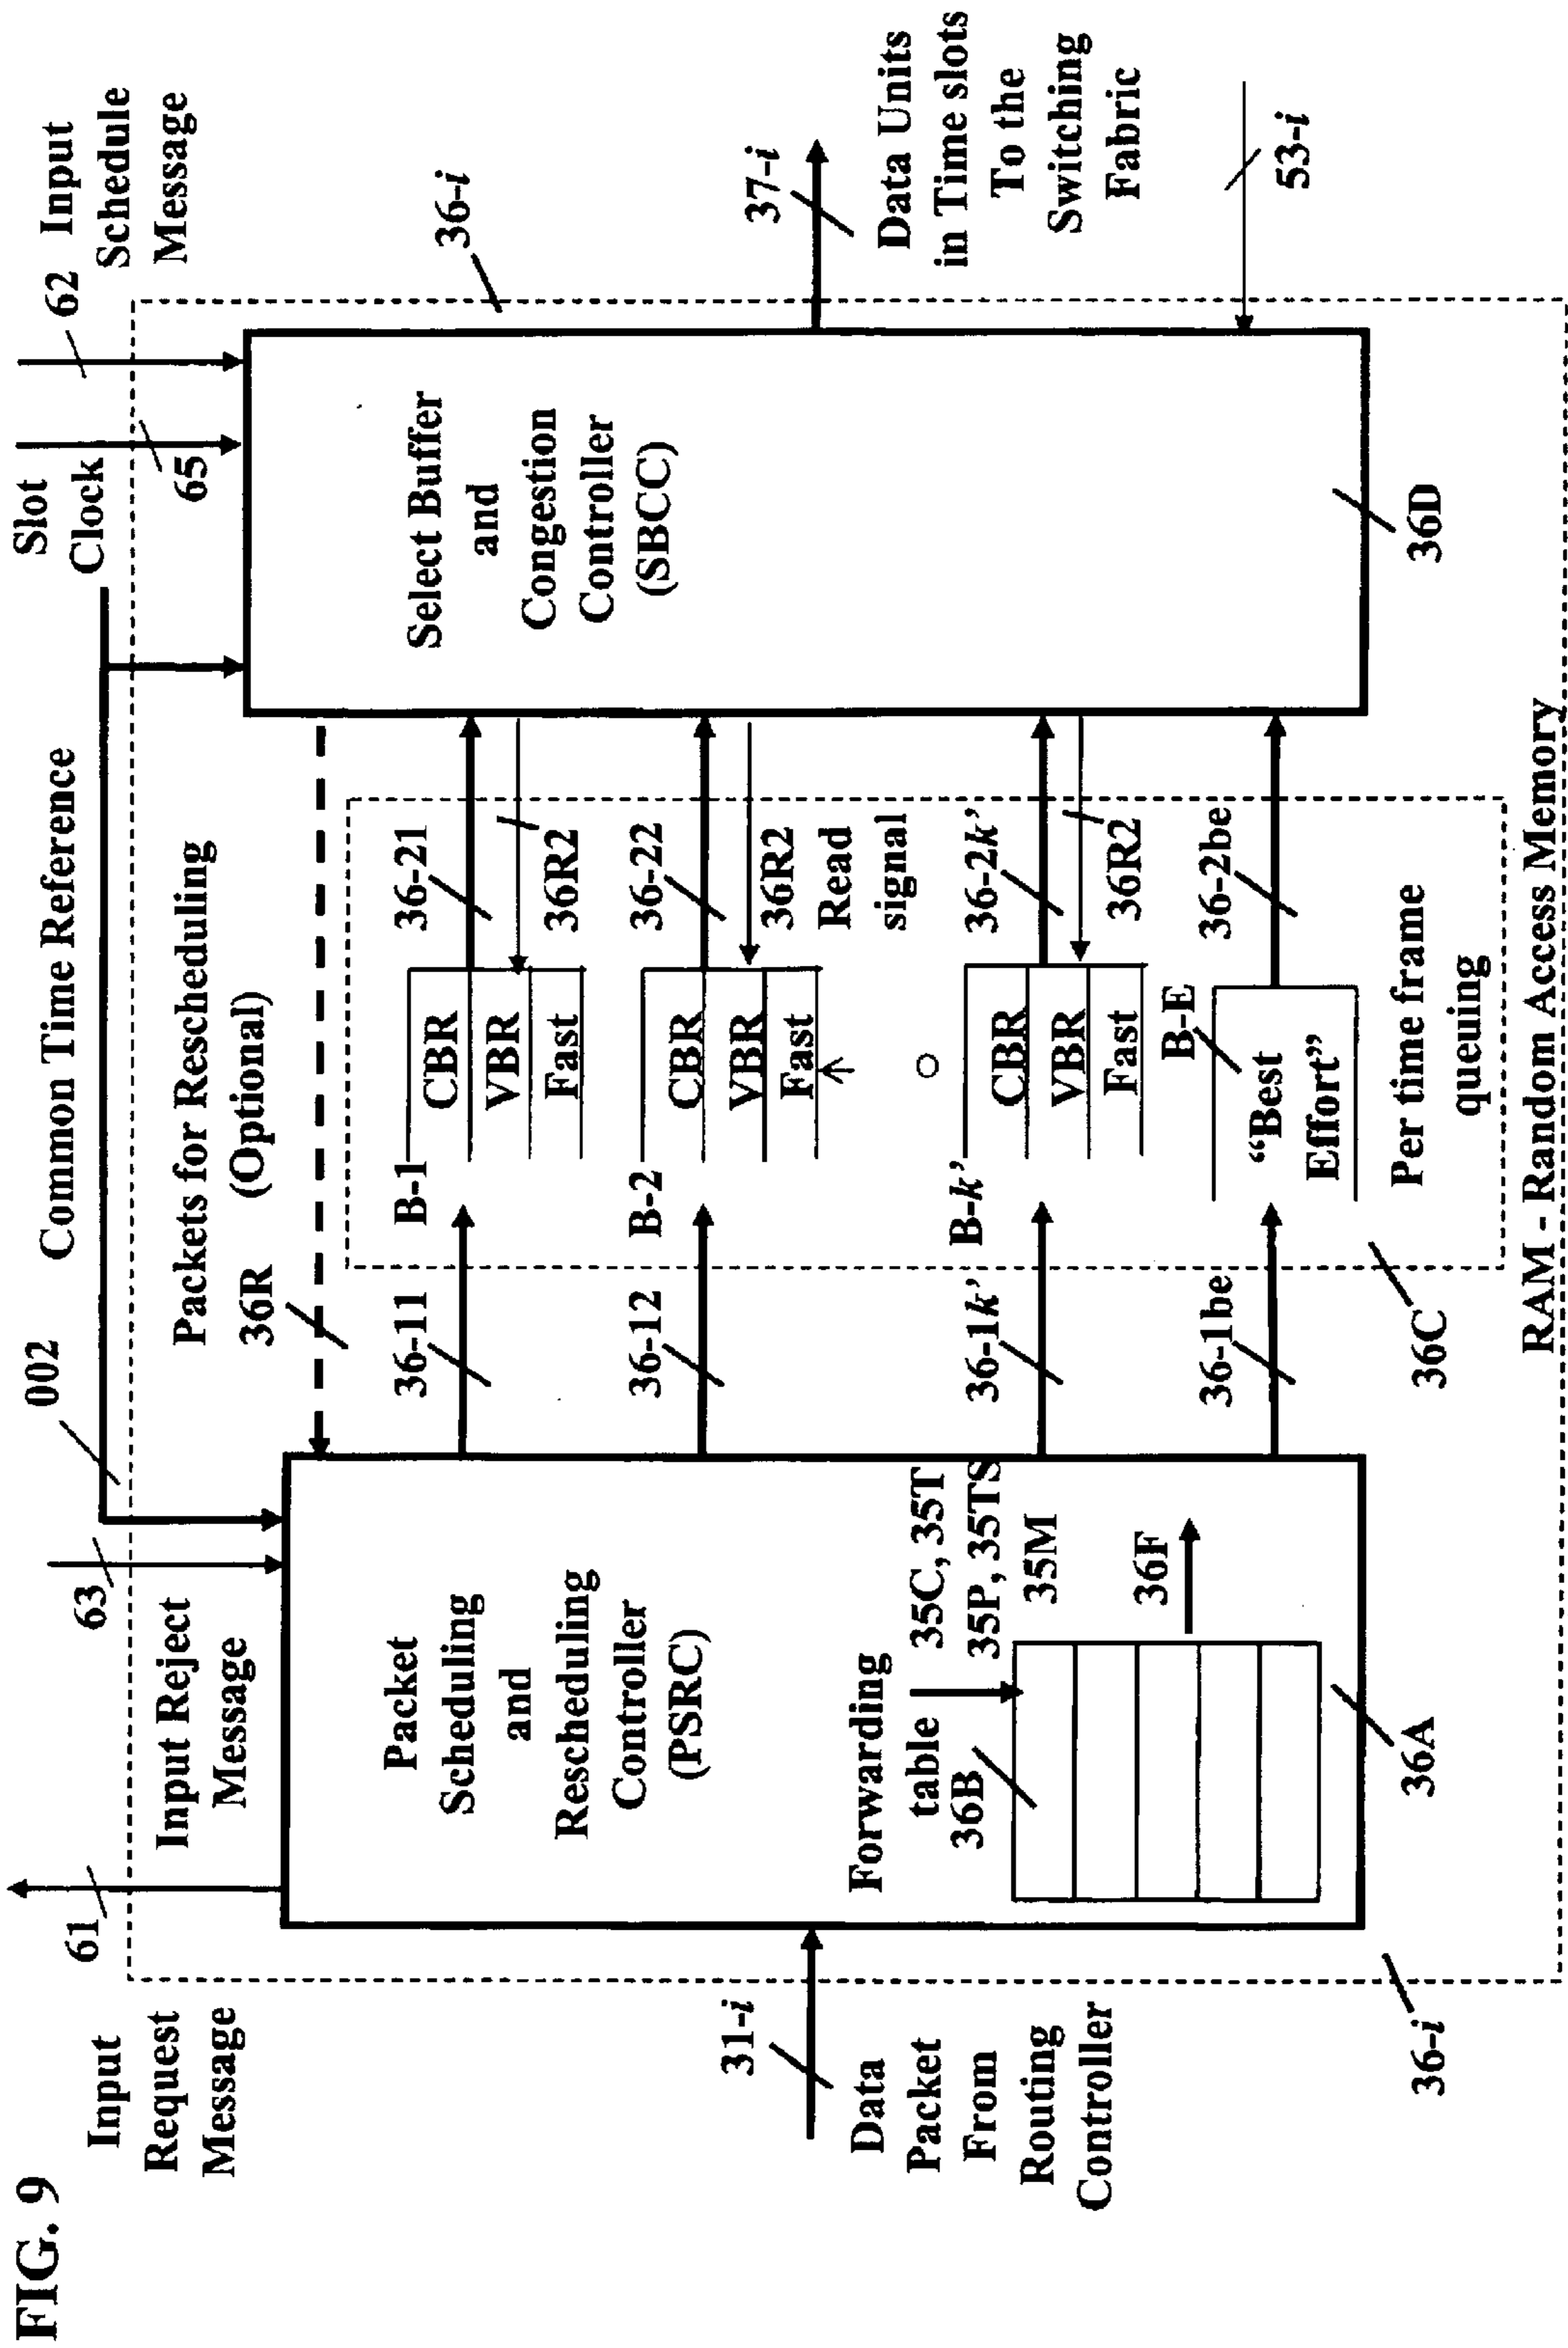 FIG. 9
Input
Request
Message
61
Input Reject
Message
63
002
Common Time Reference
Slot
Clock
65
62
Input
Schedule
Message
Packets for Rescheduling
36R
(Optional)
36-i
31-i
Data
Packet
From
Routing
Controller
Packet
Scheduling
and
Rescheduling
Controller
(PSRC)
Forwarding
table
36B
35C, 35T
35P, 35TS
35M
36F
36A
36-i
36-11
B-1
CBR
VBR
Fast
36-21
36R2
36-12
B-2
CBR
VBR
Fast
36-22
36R2
Read
signal
36-1k'
B-k'
CBR
VBR
Fast
36-2k'
36R2
36-1be
B-E
“Best
Effort”
36-2be
Per time frame
queuing
36C
RAM - Random Access Memory
Select Buffer
and
Congestion
Controller
(SBCC)
36D
37-i
Data Units
in Time slots
To the
Switching
Fabric
53-i